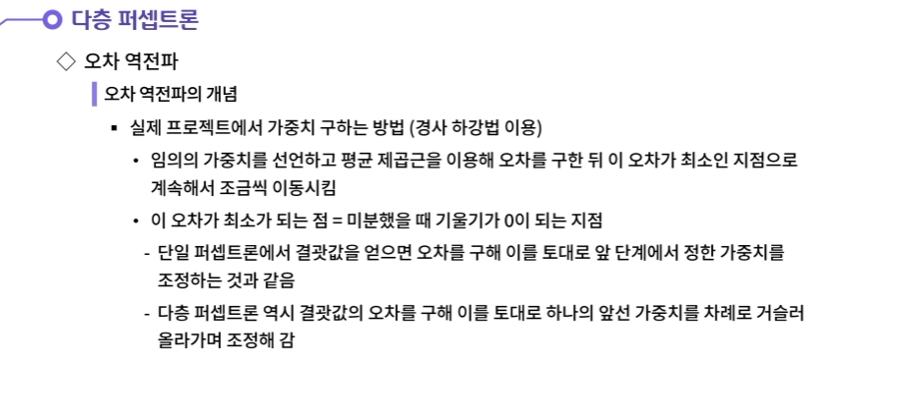 다층 퍼셉트론
◇ 오차 역전파
오차 역전파의 개념
▪ 실제 프로젝트에서 가중치 구하는 방법 (경사 하강법 이용)
• 임의의 가중치를 선언하고 평균 제곱근을 이용해 오차를 구한 뒤 이 오차가 최소인 지점으로
계속해서 조금씩 이동시킴
• 이 오차가 최소가 되는 점 = 미분했을 때 기울기가 0이 되는 지점
- 단일 퍼셉트론에서 결괏값을 얻으면 오차를 구해 이를 토대로 앞 단계에서 정한 가중치를
조정하는 것과 같음
- 다층 퍼셉트론 역시 결괏값의 오차를 구해 이를 토대로 하나의 앞선 가중치를 차례로 거슬러
올라가며 조정해 감